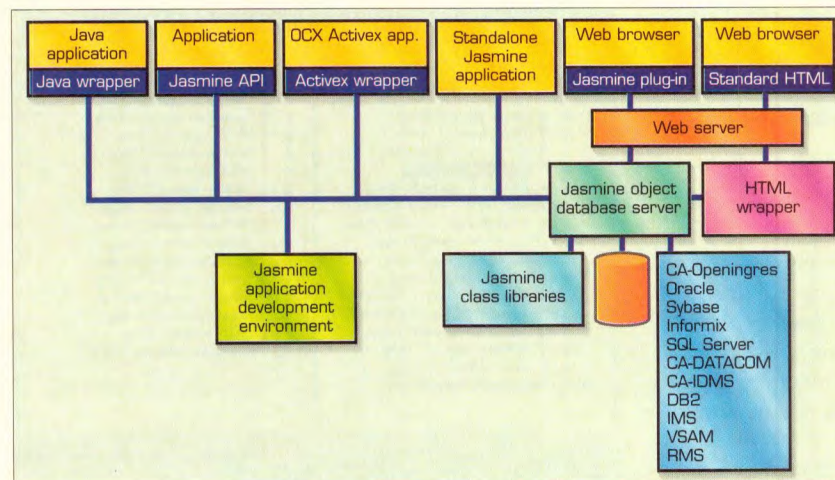 Java
application
Java wrapper
Application
Jasmine API
OCX Activex app.
Activex wrapper
Standalone
Jasmine
application
Web browser
Jasmine plug-in
Web browser
Standard HTML
Web server
Jasmine object
database server
HTML
wrapper
Jasmine
application
development
environment
Jasmine
class libraries
CA-Openingres
Oracle
Sybase
Informix
SQL Server
CA-DATACOM
CA-IDMS
DB2
IMS
VSAM
RMS